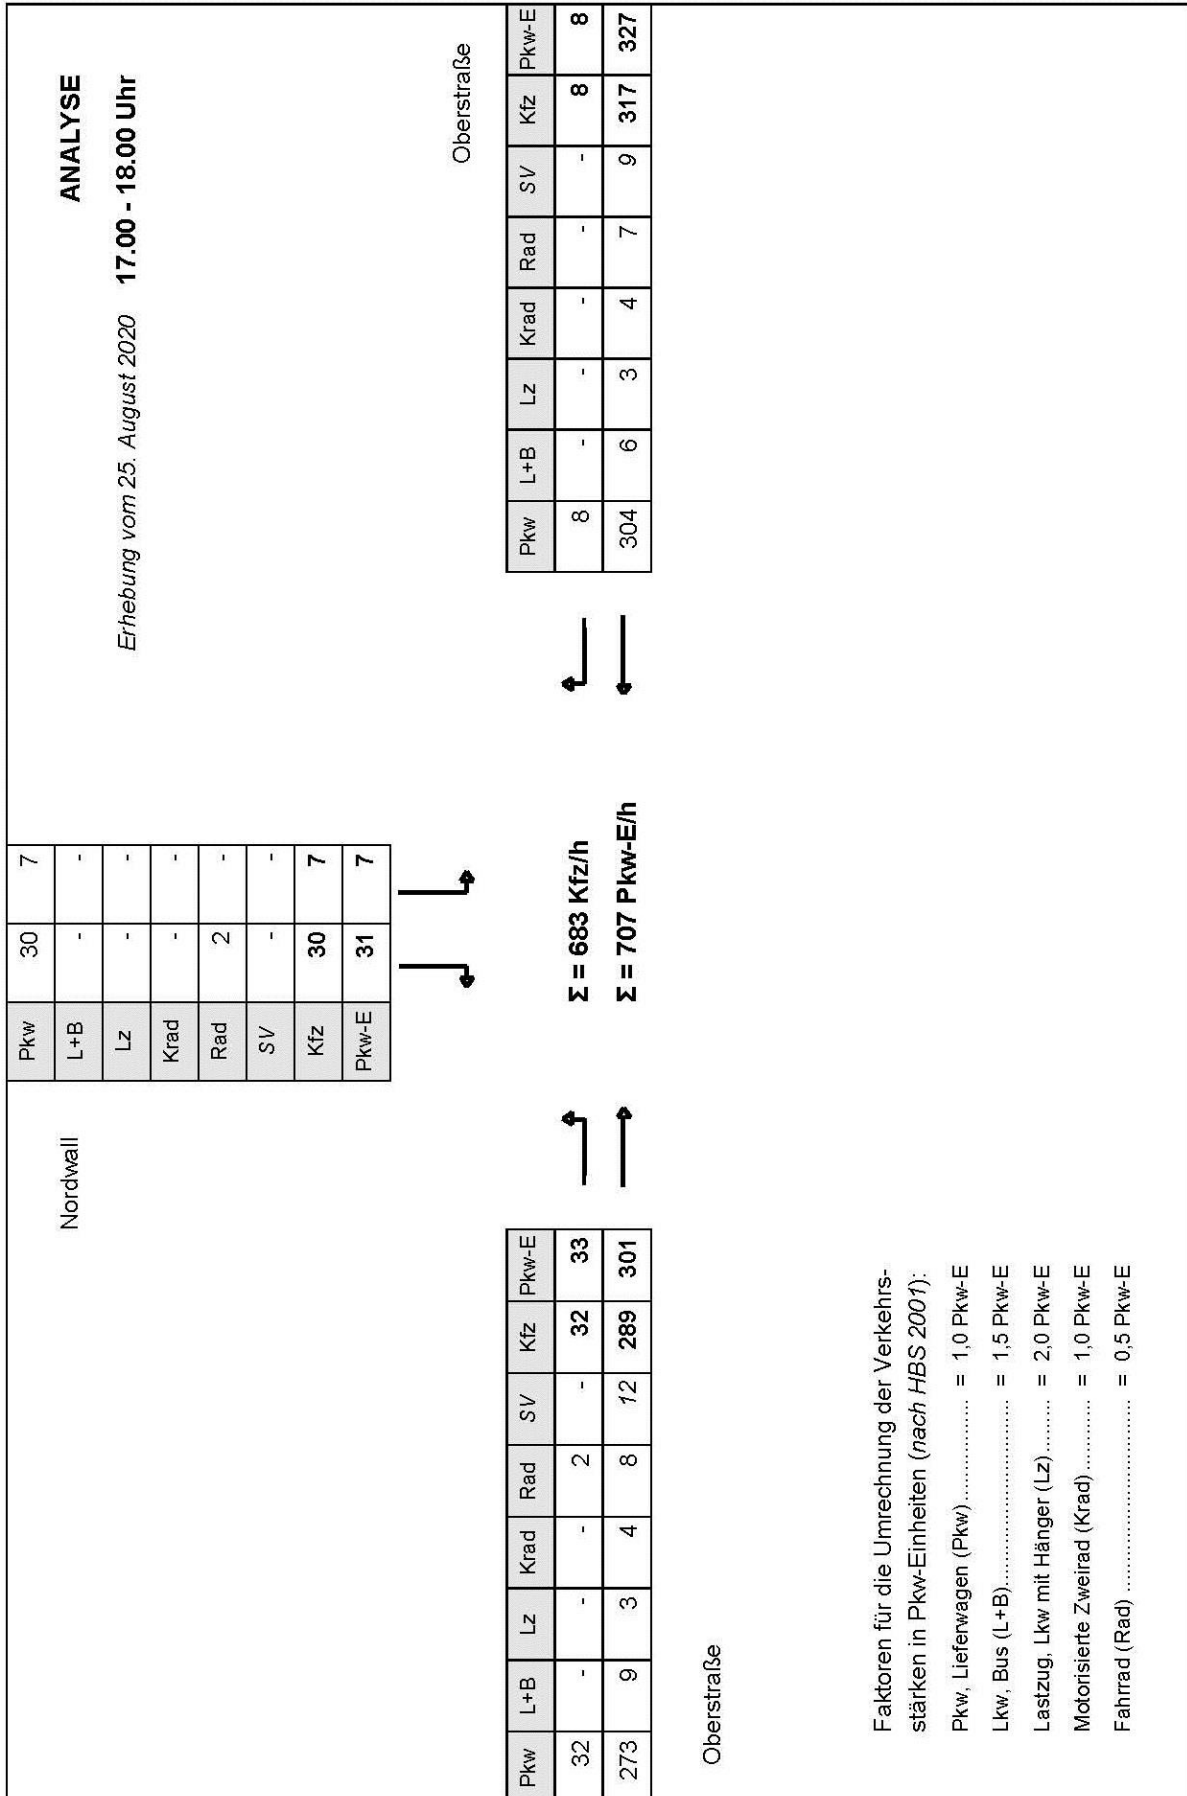 ANALYSE
Erhebung vom 25. August 2020 17.00 - 18.00 Uhr
Nordwall
Pkw 30 7
L+B - -
Lz - -
Krad - -
Rad 2 -
SV - -
Kfz 30 7
Pkw-E 31 7
Oberstraße
Pkw L+B Lz Krad Rad SV Kfz Pkw-E
32 - - - 2 - 32 33
273 9 3 4 8 12 289 301
Σ = 683 Kfz/h
Σ = 707 Pkw-E/h
Pkw L+B Lz Krad Rad SV Kfz Pkw-E
8 - - - - - 8 8
304 6 3 4 7 9 317 327
Oberstraße
Faktoren für die Umrechnung der Verkehrs-
stärken in Pkw-Einheiten (nach HBS 2001):
Pkw, Lieferwagen (Pkw)................. = 1,0 Pkw-E
Lkw, Bus (L+B)................................ = 1,5 Pkw-E
Lastzug, Lkw mit Hänger (Lz)......... = 2,0 Pkw-E
Motorisierte Zweirad (Krad)............ = 1,0 Pkw-E
Fahrrad (Rad) ................................ = 0,5 Pkw-E